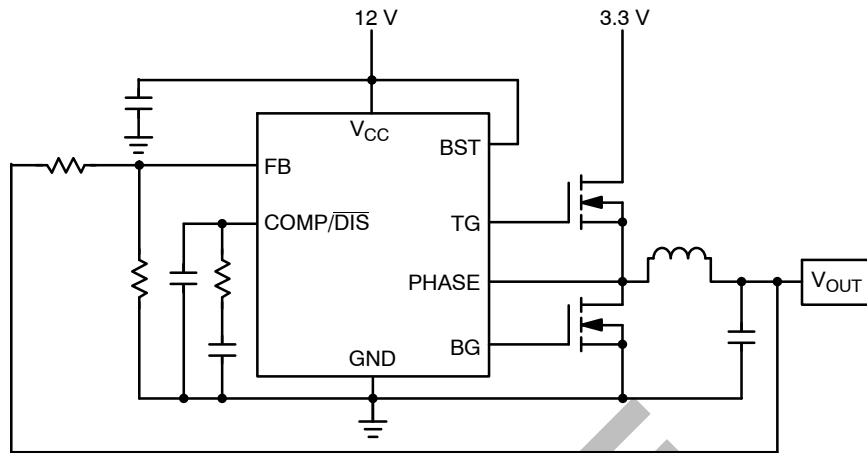 12 V
3.3 V
VCC
BST
FB
COMP/DIS
TG
PHASE
VOUT
BG
GND